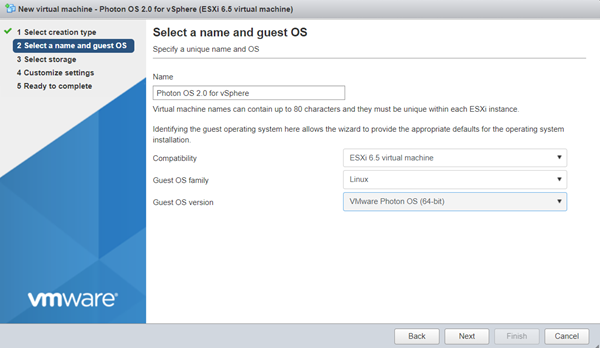 New virtual machine - Photon OS 2.0 for vSphere (ESXi 6.5 virtual machine)
1 Select creation type
2 Select a name and guest OS
3 Select storage
4 Customize settings
5 Ready to complete
Select a name and guest OS
Specify a unique name and OS
Name
Photon OS 2.0 for vSphere
Virtual machine names can contain up to 80 characters and they must be unique within each ESXi instance.
Identifying the guest operating system here allows the wizard to provide the appropriate defaults for the operating system
installation.
Compatibility ESXi 6.5 virtual machine
Guest OS family Linux
Guest OS version VMware Photon OS (64-bit)
vmware
Back Next Finish Cancel